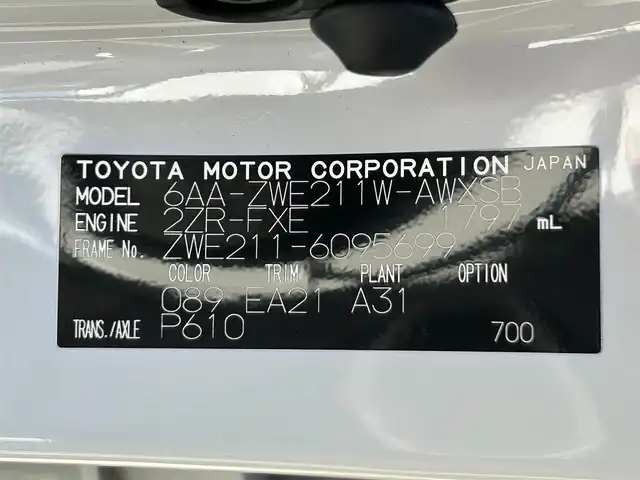 TOYOTA MOTOR CORPORATION JAPAN
MODEL 6AA-ZWE211W-AWXSB
ENGINE 2ZR-FXE 1797 mL
FRAME No. ZWE211-6095699
COLOR TRIM PLANT OPTION
089 EA21 A31
TRANS./AXLE P610 700